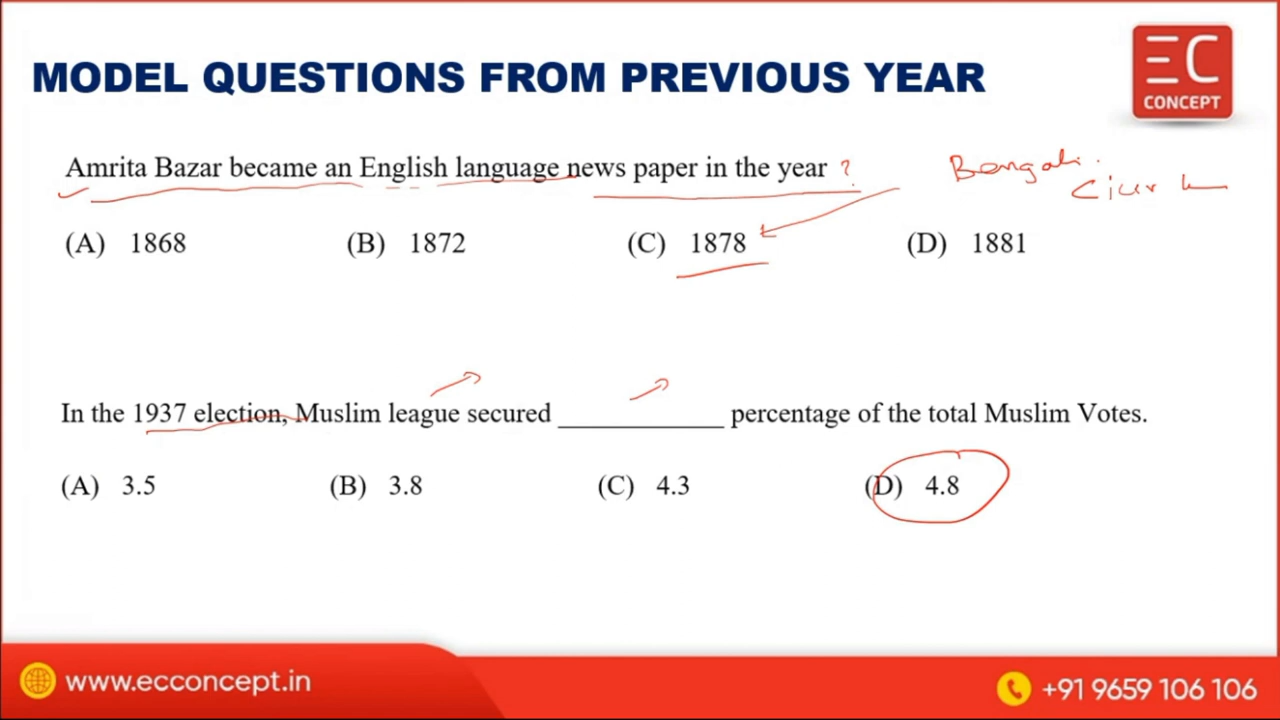 MODEL QUESTIONS FROM PREVIOUS YEAR
EC
CONCEPT
Amrita Bazar became an English language news paper in the year ?
Bengali
(A) 1868 (B) 1872 (C) 1878 (D) 1881
In the 1937 election, Muslim league secured ____________ percentage of the total Muslim Votes.
(A) 3.5 (B) 3.8 (C) 4.3 (D) 4.8
www.ecconcept.in
+91 9659 106 106